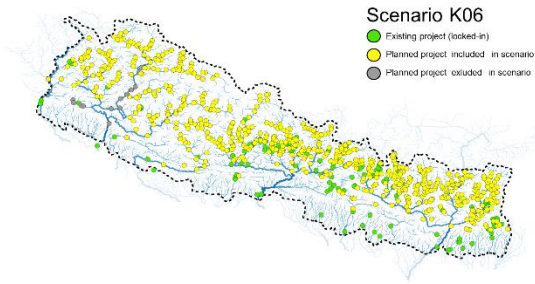 Scenario K06
Existing project (locked-in)
Planned project included in scenario
Planned project exluded in scenario